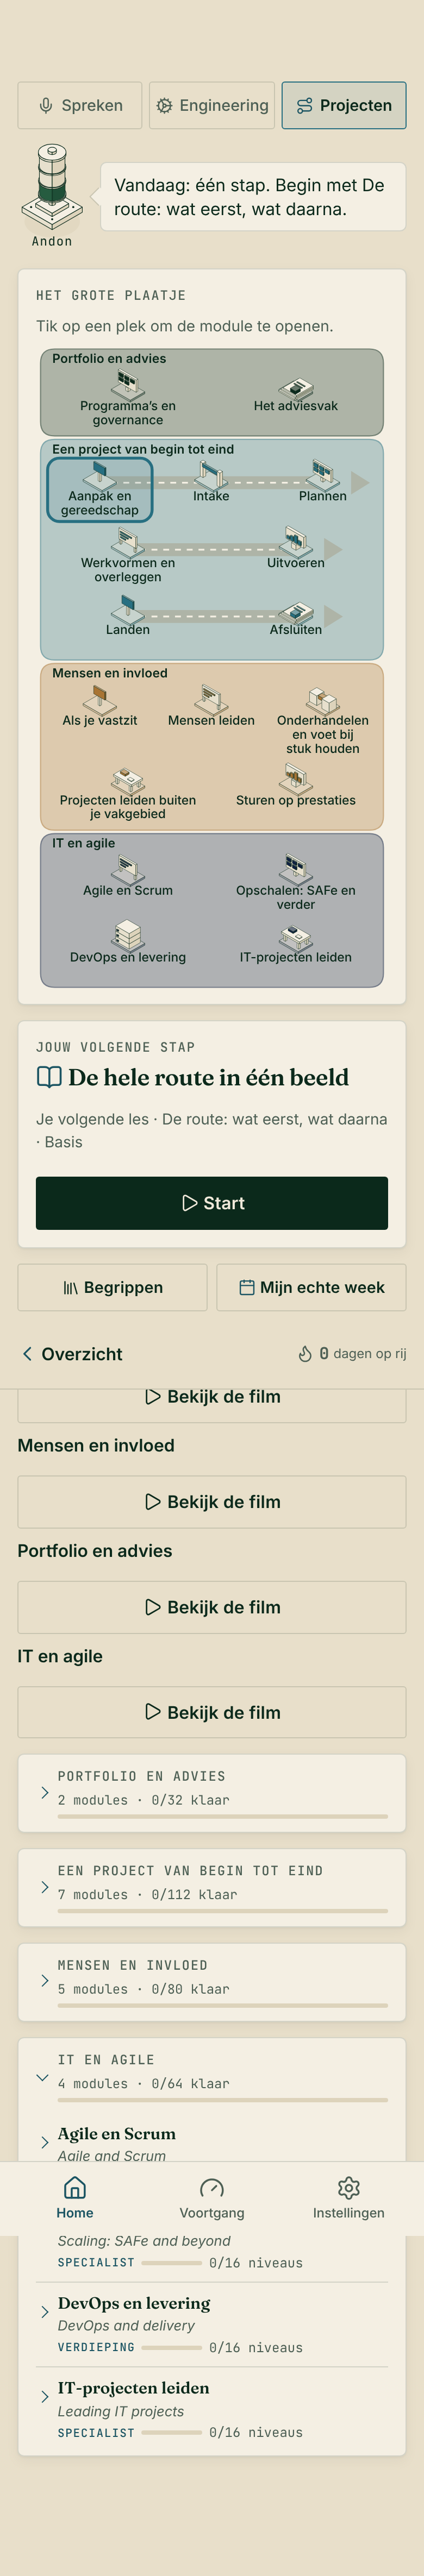 Spreken
Engineering
Projecten
Vandaag: één stap. Begin met De
route: wat eerst, wat daarna.
Andon
HET GROTE PLAATJE
Tik op een plek om de module te openen.
Portfolio en advies
Programma's en
governance
Het adviesvak
Een project van begin tot eind
Aanpak en
gereedschap
Intake
Plannen
Werkvormen en
overleggen
Uitvoeren
Landen
Afsluiten
Mensen en invloed
Als je vastzit
Mensen leiden
Onderhandelen
en voet bij
stuk houden
Projecten leiden buiten
je vakgebied
Sturen op prestaties
IT en agile
Agile en Scrum
Opschalen: SAFe en
verder
DevOps en levering
IT-projecten leiden
JOUW VOLGENDE STAP
De hele route in één beeld
Je volgende les · De route: wat eerst, wat daarna
· Basis
Start
Begrippen
Mijn echte week
Overzicht
0 dagen op rij
Bekijk de film
Mensen en invloed
Bekijk de film
Portfolio en advies
Bekijk de film
IT en agile
Bekijk de film
PORTFOLIO EN ADVIES
2 modules · 0/32 klaar
EEN PROJECT VAN BEGIN TOT EIND
7 modules · 0/112 klaar
MENSEN EN INVLOED
5 modules · 0/80 klaar
IT EN AGILE
4 modules · 0/64 klaar
Agile en Scrum
Agile and Scrum
Home
Voortgang
Instellingen
Scaling: SAFe and beyond
SPECIALIST
0/16 niveaus
DevOps en levering
DevOps and delivery
VERDIEPING
0/16 niveaus
IT-projecten leiden
Leading IT projects
SPECIALIST
0/16 niveaus